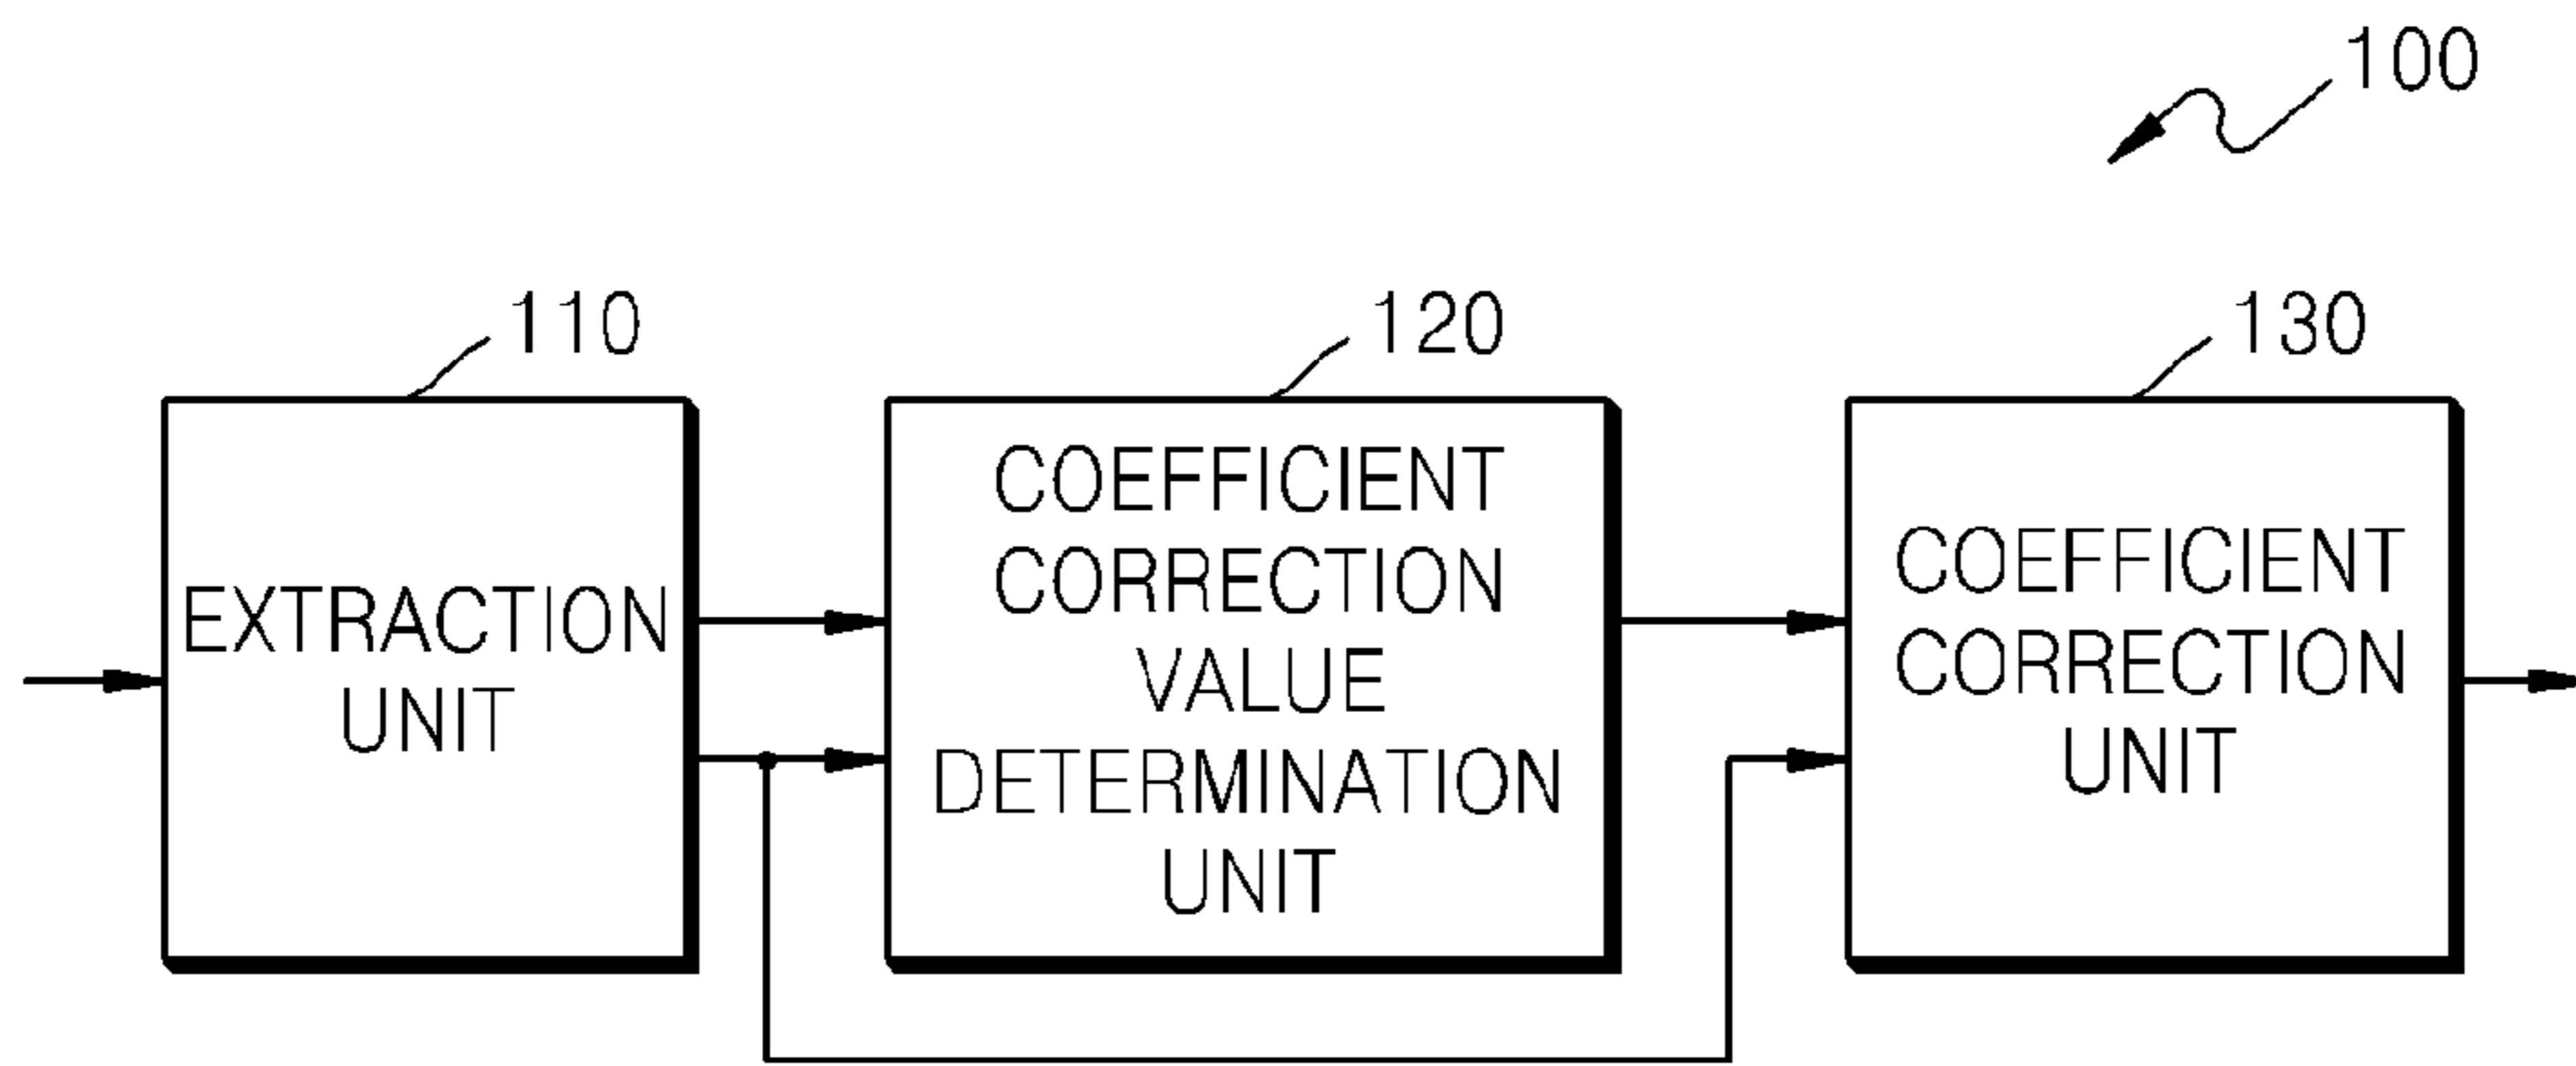 100
110
120
130
EXTRACTION
UNIT
COEFFICIENT
CORRECTION
VALUE
DETERMINATION
UNIT
COEFFICIENT
CORRECTION
UNIT